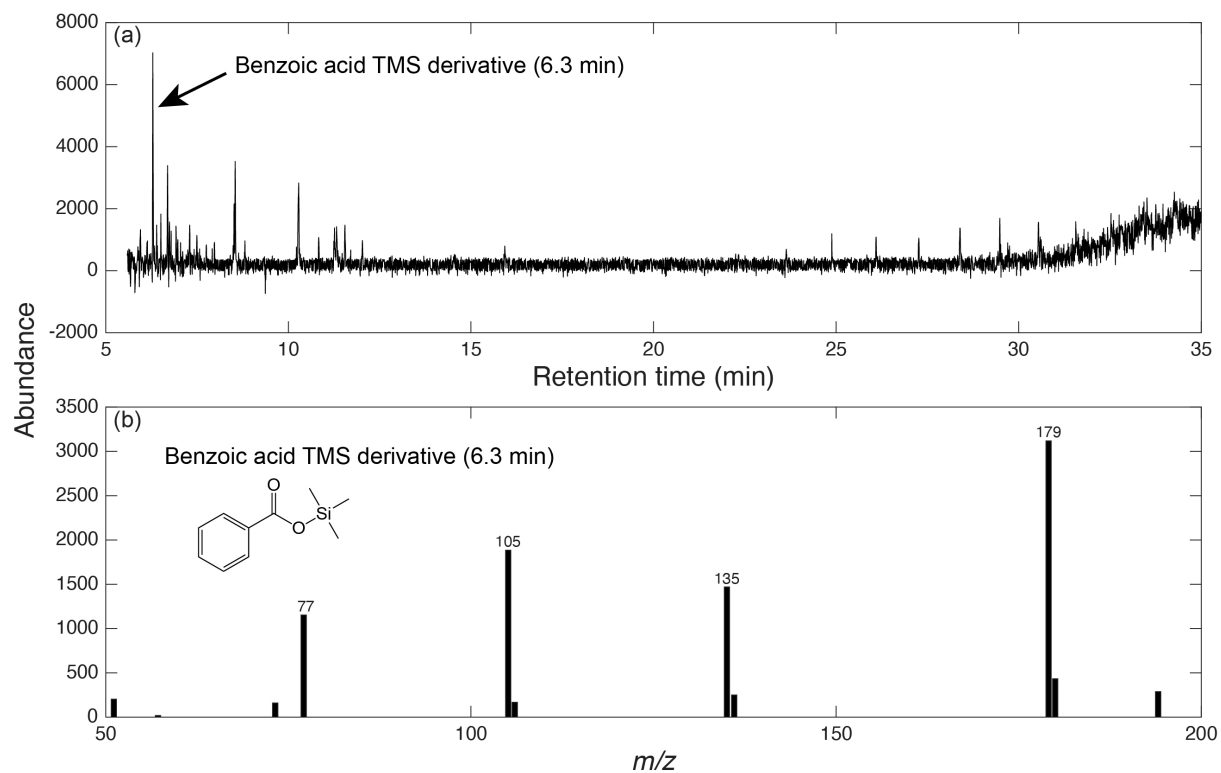 (a)
Benzoic acid TMS derivative (6.3 min)
8000
6000
4000
2000
0
-2000
5 10 15 20 25 30 35
Retention time (min)
Abundance
(b)
Benzoic acid TMS derivative (6.3 min)
O
O
Si
3500
3000
2500
2000
1500
1000
500
0
77
105
135
179
50 100 150 200
m/z